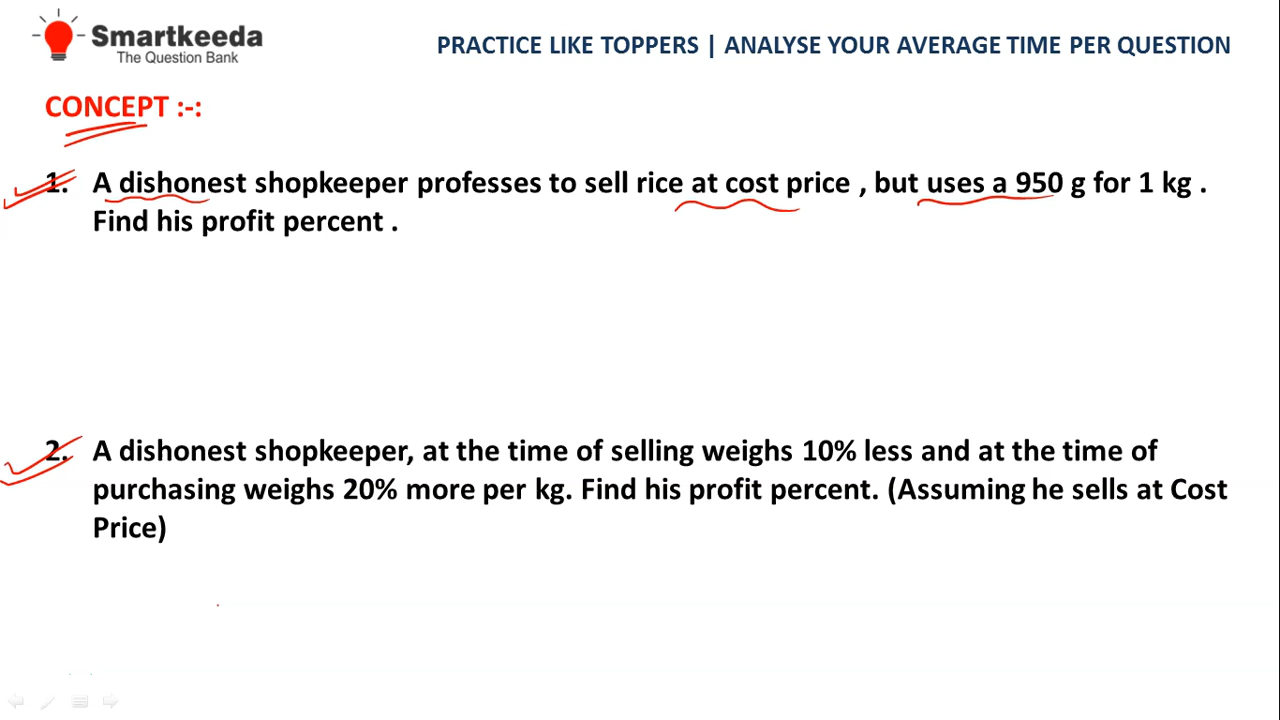 Smartkeeda
The Question Bank
PRACTICE LIKE TOPPERS | ANALYSE YOUR AVERAGE TIME PER QUESTION
CONCEPT :-:
1. A dishonest shopkeeper professes to sell rice at cost price , but uses a 950 g for 1 kg .
Find his profit percent .
2. A dishonest shopkeeper, at the time of selling weighs 10% less and at the time of
purchasing weighs 20% more per kg. Find his profit percent. (Assuming he sells at Cost
Price)